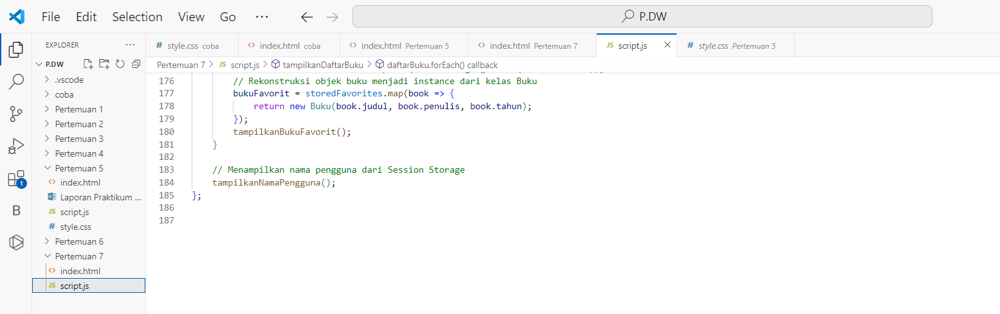 File Edit Selection View Go ··· P.DW
EXPLORER ···
P.DW
.vscode
coba
Pertemuan 1
Pertemuan 2
Pertemuan 3
Pertemuan 4
Pertemuan 5
index.html
Laporan Praktikum ...
script.js
style.css
Pertemuan 6
Pertemuan 7
index.html
script.js
1
B
# style.css coba
<> index.html coba
<> index.html Pertemuan 5
<> index.html Pertemuan 7
JS script.js
# style.css Pertemuan 5
Pertemuan 7 > JS script.js > tampilkanDaftarBuku > daftarBuku.forEach() callback
176 // Rekonstruksi objek buku menjadi instance dari kelas Buku
177 bukuFavorit = storedFavorites.map(book => {
178 return new Buku(book.judul, book.penulis, book.tahun);
179 });
180 tampilkanBukuFavorit();
181 }
182
183 // Menampilkan nama pengguna dari Session Storage
184 tampilkanNamaPengguna();
185 };
186
187